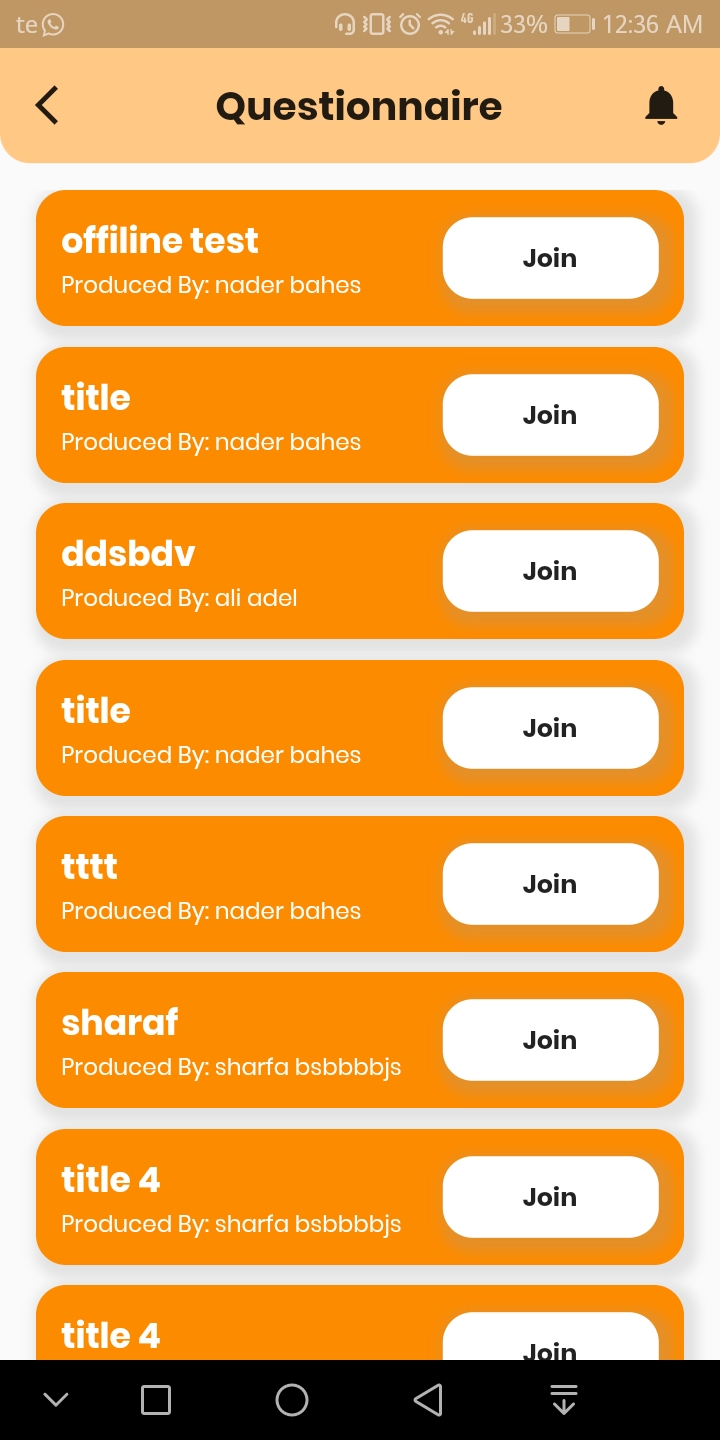 te 4G 33% 12:36 AM
Questionnaire
offiline test
Produced By: nader bahes
Join
title
Produced By: nader bahes
Join
ddsbdv
Produced By: ali adel
Join
title
Produced By: nader bahes
Join
tttt
Produced By: nader bahes
Join
sharaf
Produced By: sharfa bsbbbbjs
Join
title 4
Produced By: sharfa bsbbbbjs
Join
title 4
Join